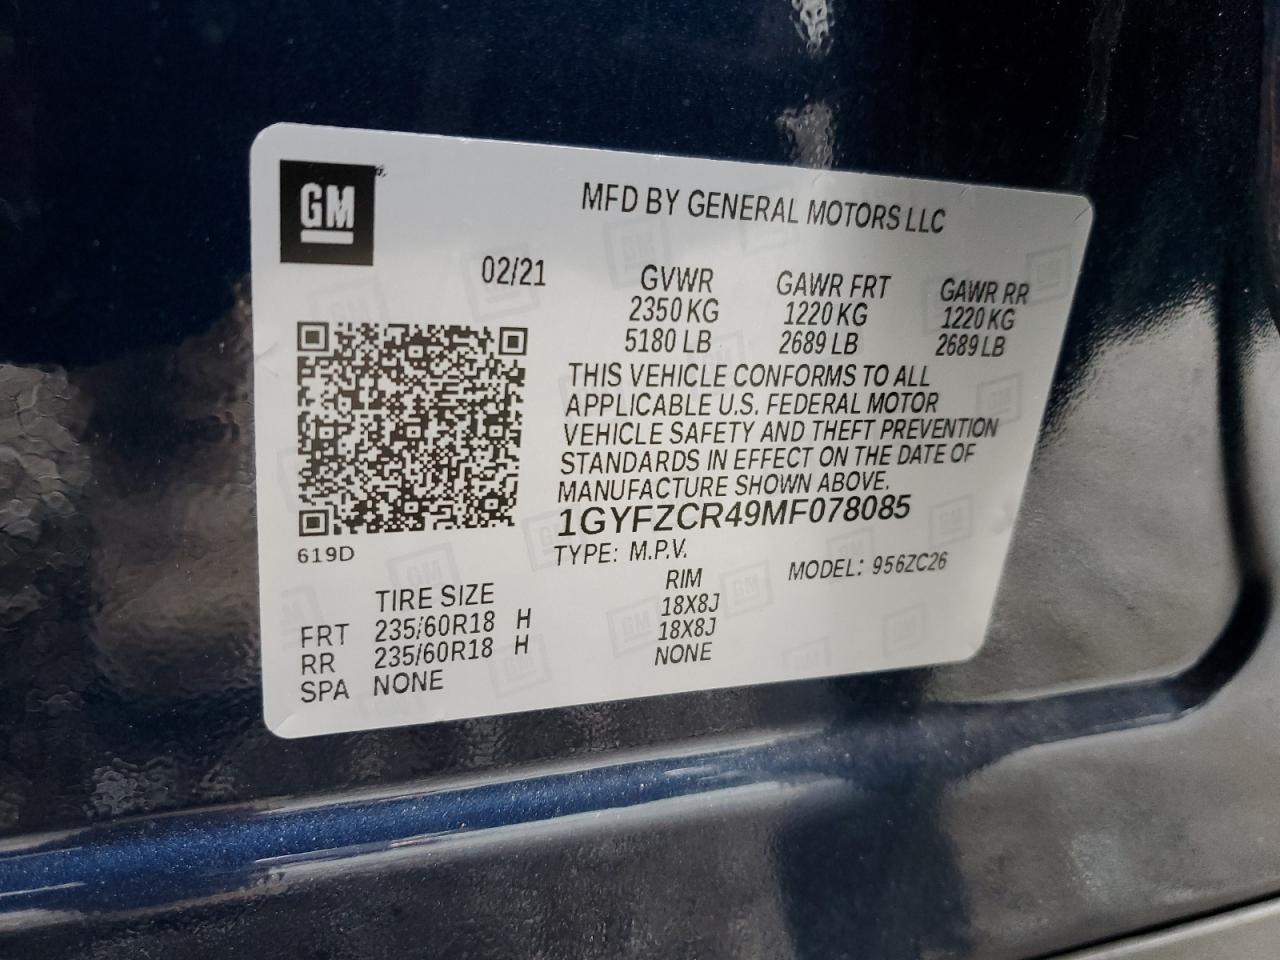 GM
MFD BY GENERAL MOTORS LLC
02/21 GVWR GAWR FRT GAWR RR
2350 KG 1220 KG 1220 KG
5180 LB 2689 LB 2689 LB
THIS VEHICLE CONFORMS TO ALL
APPLICABLE U.S. FEDERAL MOTOR
VEHICLE SAFETY AND THEFT PREVENTION
STANDARDS IN EFFECT ON THE DATE OF
MANUFACTURE SHOWN ABOVE.
1GYFZCR49MF078085
619D TYPE: M.P.V. MODEL: 956ZC26
TIRE SIZE RIM
FRT 235/60R18 H 18X8J
RR 235/60R18 H 18X8J
SPA NONE NONE